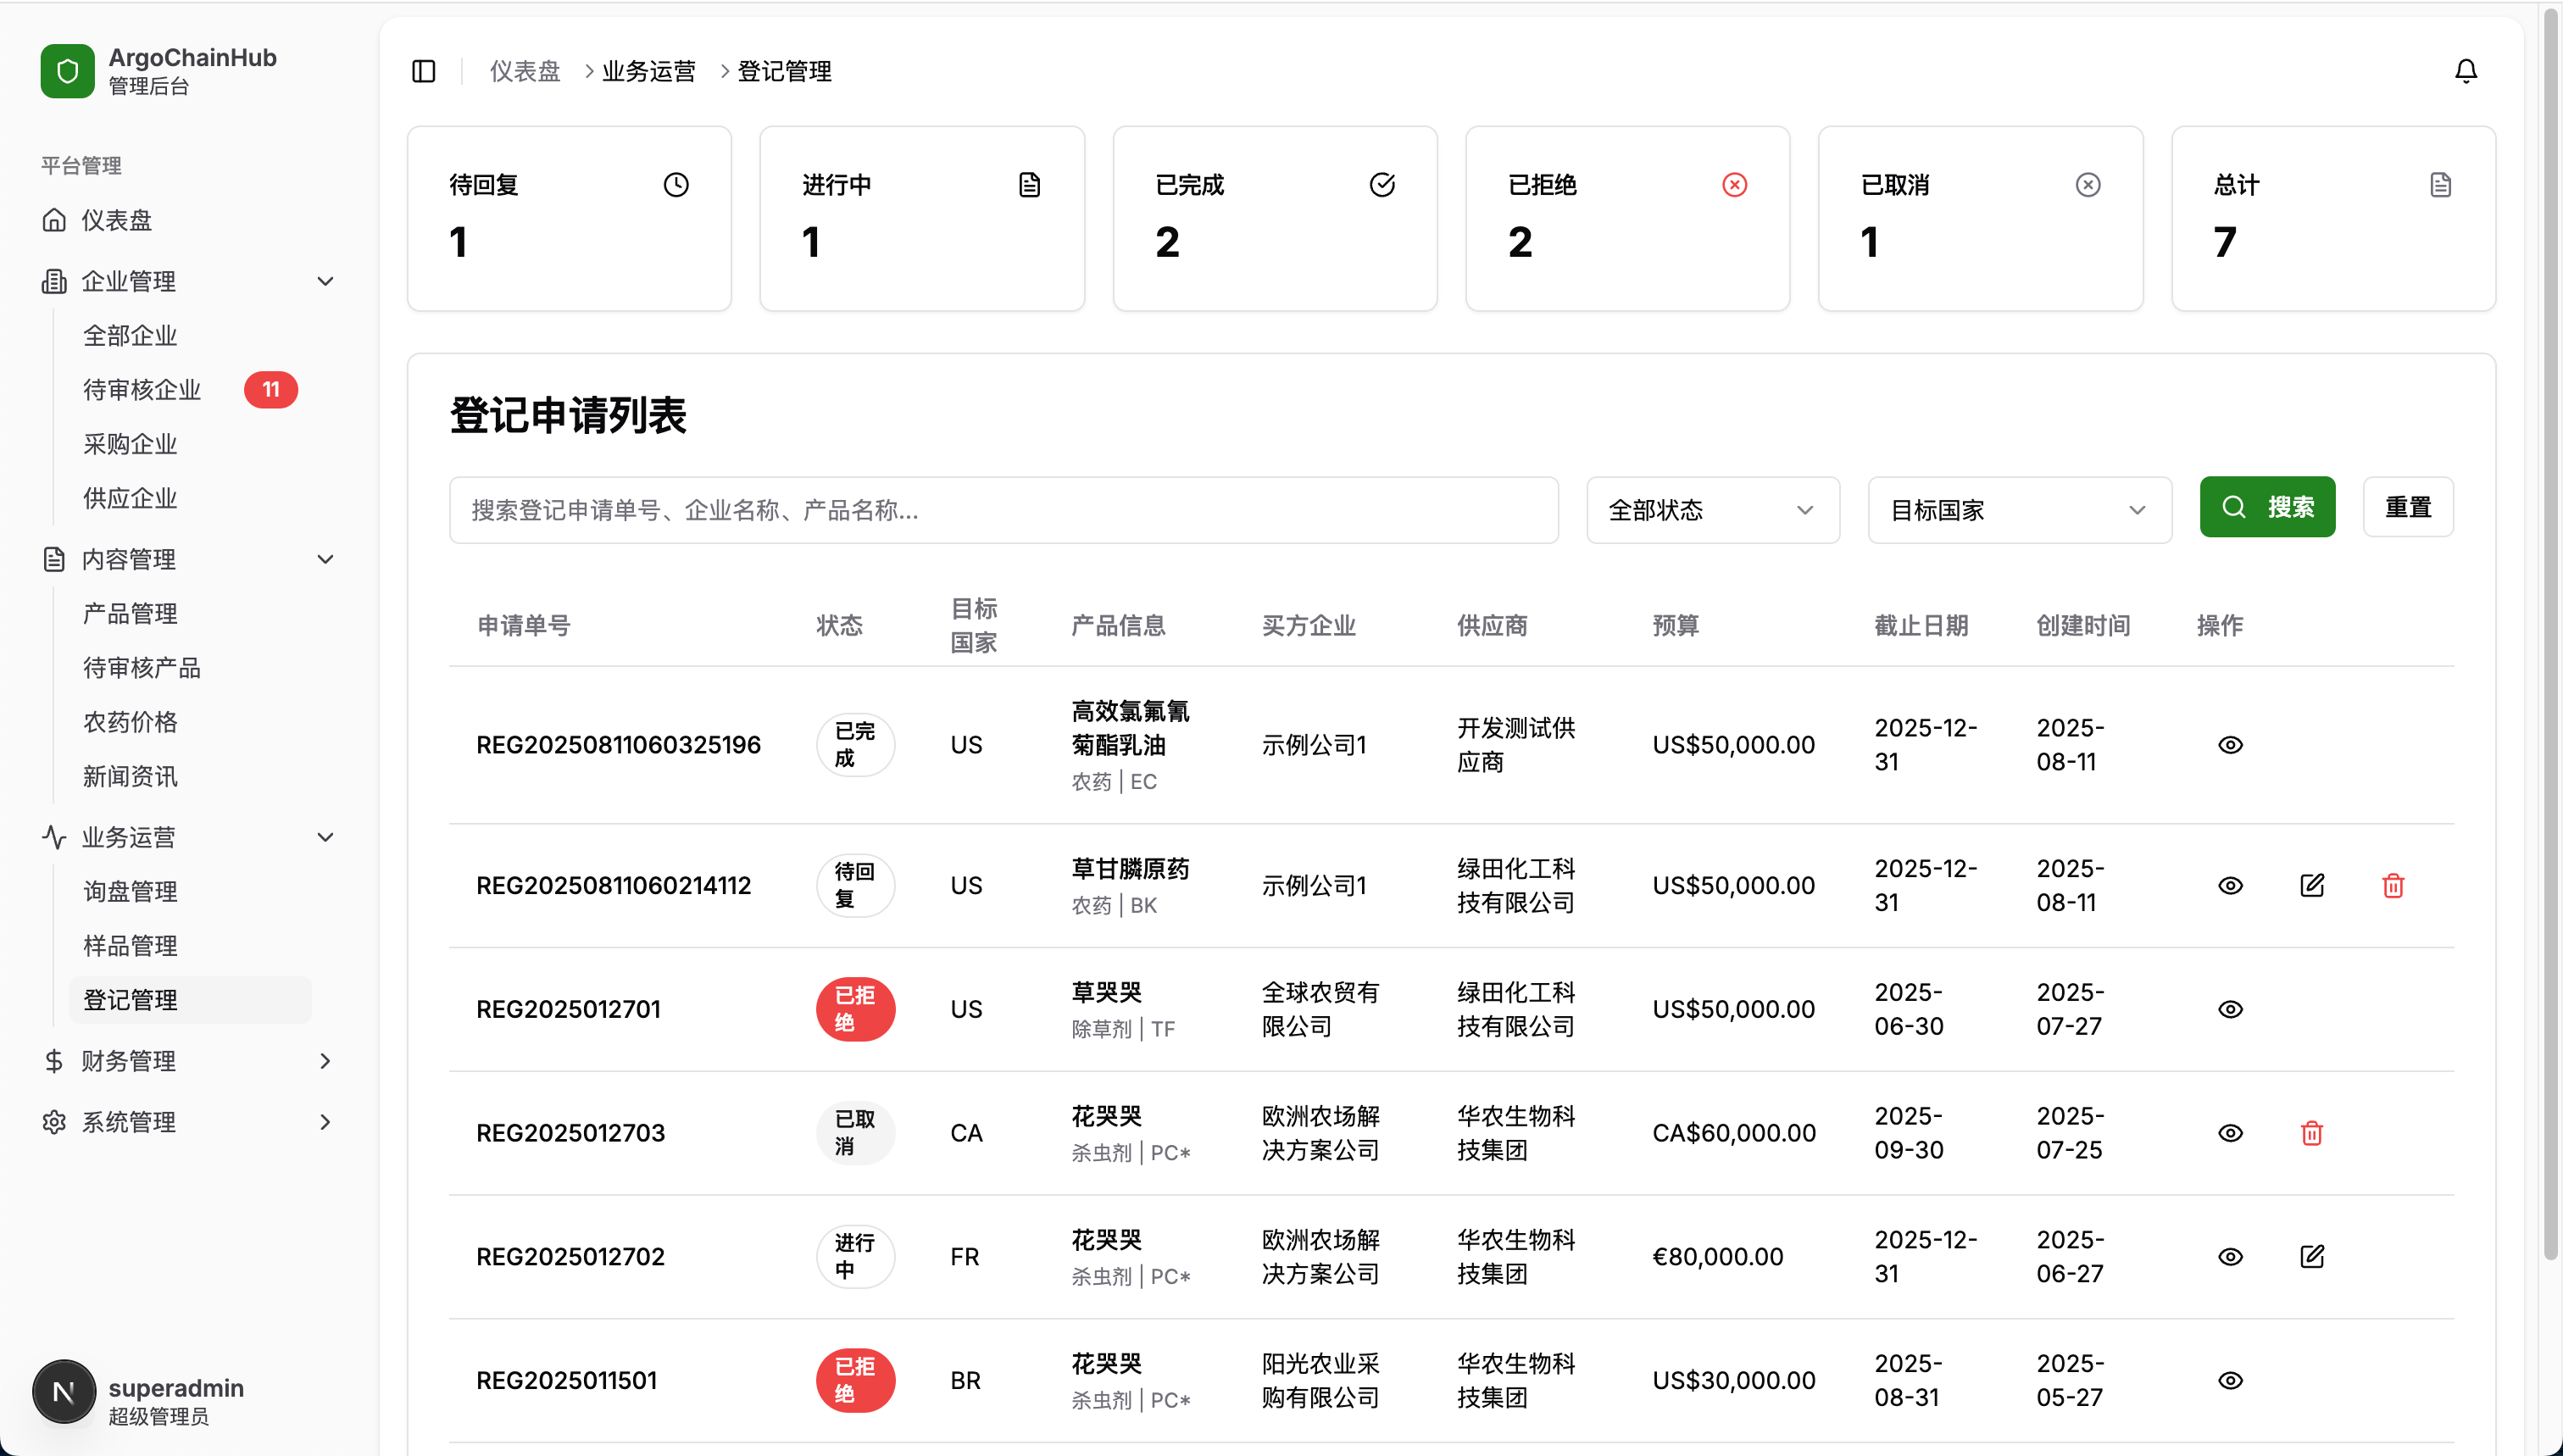 ArgoChainHub
管理后台
平台管理
仪表盘
企业管理
全部企业
待审核企业 11
采购企业
供应企业
内容管理
产品管理
待审核产品
农药价格
新闻资讯
业务运营
询盘管理
样品管理
登记管理
财务管理
系统管理
N
superadmin
超级管理员
仪表盘 > 业务运营 > 登记管理
待回复
1
进行中
1
已完成
2
已拒绝
2
已取消
1
总计
7
登记申请列表
搜索登记申请单号、企业名称、产品名称...
全部状态
目标国家
搜索
重置
申请单号
状态
目标
国家
产品信息
买方企业
供应商
预算
截止日期
创建时间
操作
REG20250811060325196
已完
成
US
高效氯氟氰
菊酯乳油
农药 | EC
示例公司1
开发测试供
应商
US$50,000.00
2025-12-
31
2025-
08-11
REG20250811060214112
待回
复
US
草甘膦原药
农药 | BK
示例公司1
绿田化工科
技有限公司
US$50,000.00
2025-12-
31
2025-
08-11
REG2025012701
已拒
绝
US
草哭哭
除草剂 | TF
全球农贸有
限公司
绿田化工科
技有限公司
US$50,000.00
2025-
06-30
2025-
07-27
REG2025012703
已取
消
CA
花哭哭
杀虫剂 | PC*
欧洲农场解
决方案公司
华农生物科
技集团
CA$60,000.00
2025-
09-30
2025-
07-25
REG2025012702
进行
中
FR
花哭哭
杀虫剂 | PC*
欧洲农场解
决方案公司
华农生物科
技集团
€80,000.00
2025-12-
31
2025-
06-27
REG2025011501
已拒
绝
BR
花哭哭
杀虫剂 | PC*
阳光农业采
购有限公司
华农生物科
技集团
US$30,000.00
2025-
08-31
2025-
05-27